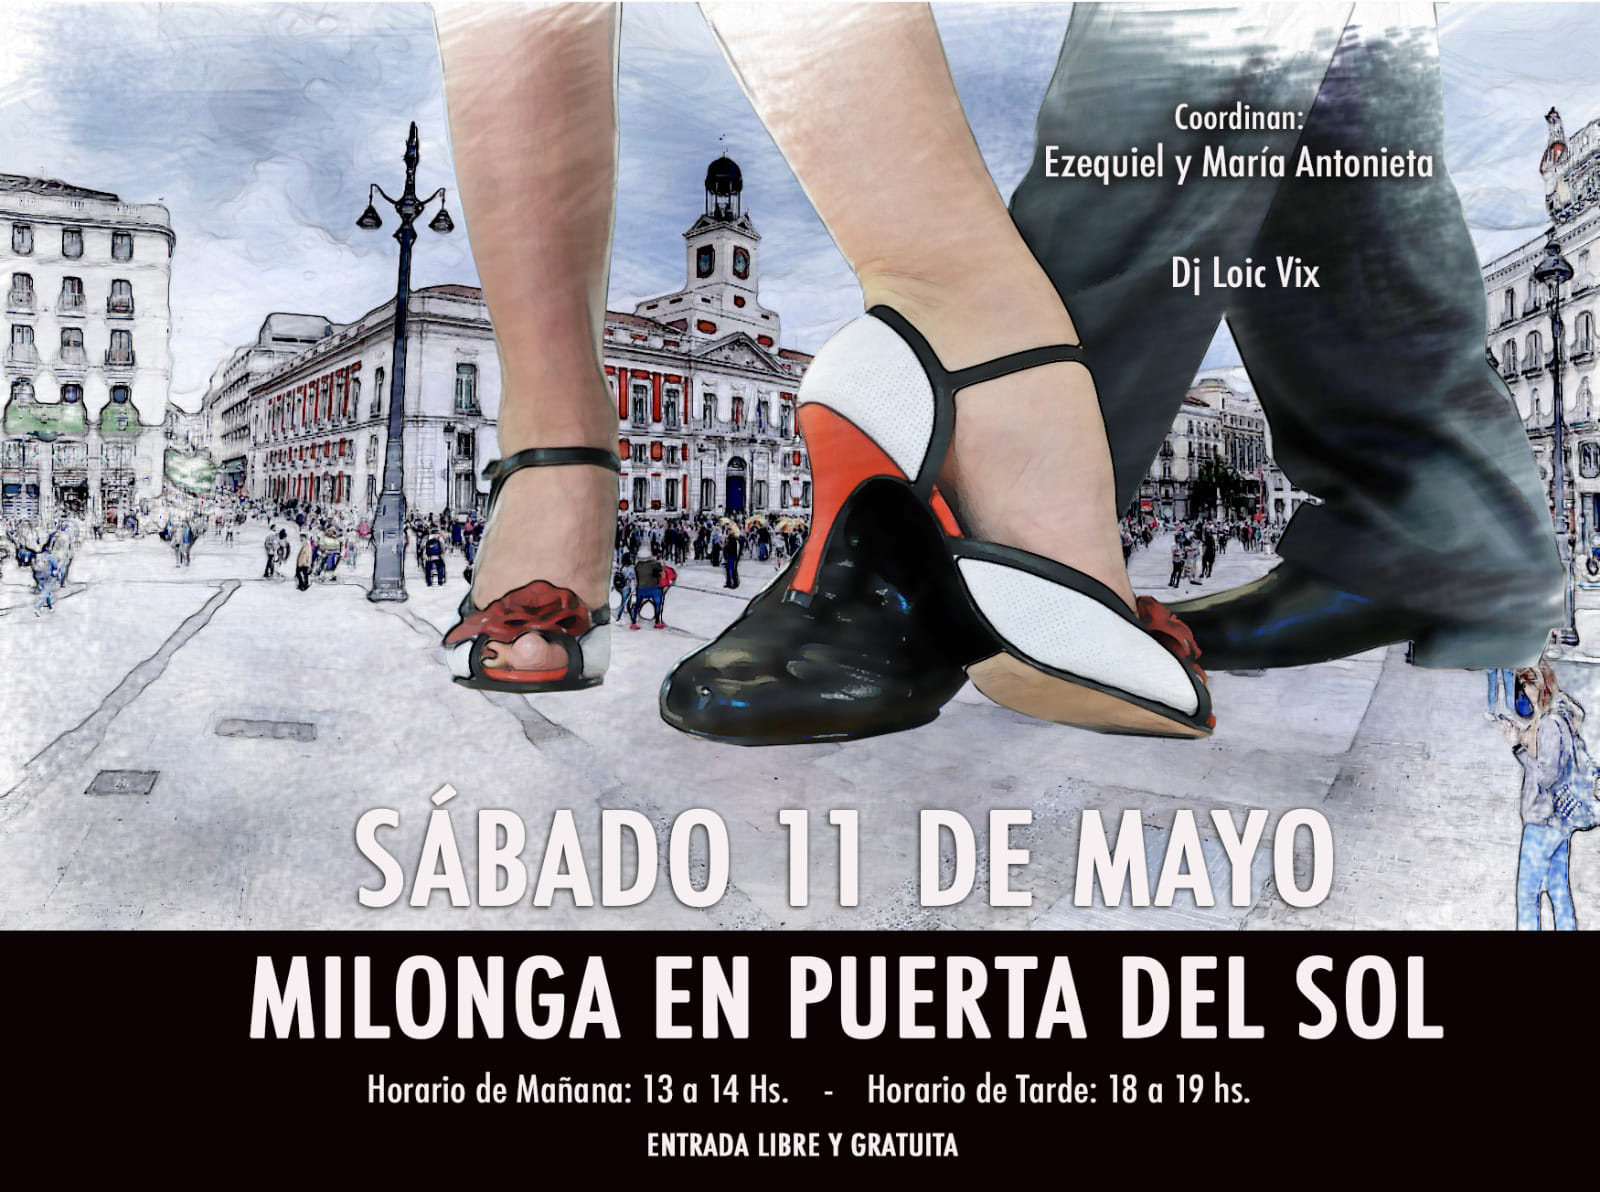 Coordinan:
Ezequiel y María Antonieta
Dj Loic Vix
SÁBADO 11 DE MAYO
MILONGA EN PUERTA DEL SOL
Horario de Mañana: 13 a 14 Hs. - Horario de Tarde: 18 a 19 hs.
ENTRADA LIBRE Y GRATUITA